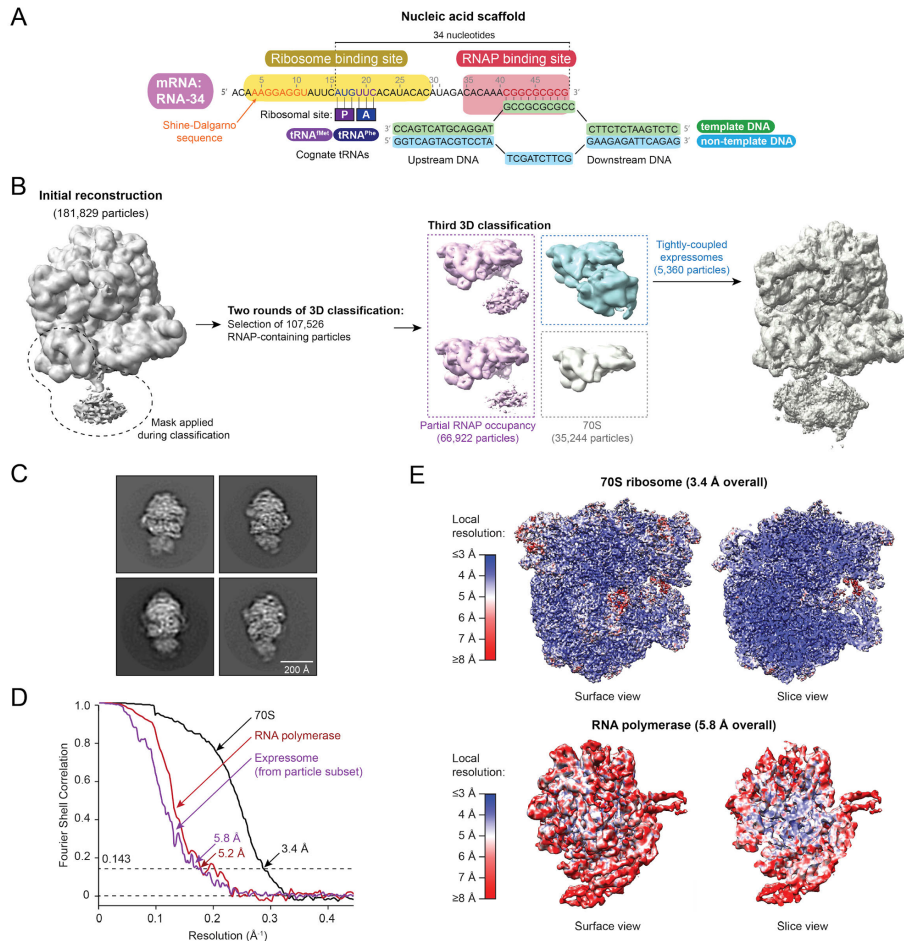 A
Nucleic acid scaffold
34 nucleotides
Ribosome binding site
RNAP binding site
mRNA:
RNA-34
5 10 15 20 25 30 35 40 45
5' ACAAAGGAGGUAUUCAUGUUCACAUACACAUAGACACAAACGGCGCGCG
GCCGCGCGCC
Ribosomal site: P A
Shine-Dalgarno
sequence
tRNAfMet tRNAPhe
Cognate tRNAs
3' CCAGTCATGCAGGAT CTTCTCTAAGTCTC 5' template DNA
5' GGTCAGTACGTCCTA GAAGAGATTCAGAG 3' non-template DNA
Upstream DNA TCGATCTTCG Downstream DNA
B
Initial reconstruction
(181,829 particles)
Two rounds of 3D classification:
Selection of 107,526
RNAP-containing particles
Mask applied
during classification
Third 3D classification
Partial RNAP occupancy
(66,922 particles)
70S
(35,244 particles)
Tightly-coupled
expressomes
(5,360 particles)
C
200 Å
D
Fourier Shell Correlation
1.0
0.8
0.6
0.4
0.2
0
0.143
70S
RNA polymerase
Expressome
(from particle subset)
5.8 Å
5.2 Å
3.4 Å
0 0.1 0.2 0.3 0.4
Resolution (Å-1)
E
70S ribosome (3.4 Å overall)
Local
resolution:
≤3 Å
4 Å
5 Å
6 Å
7 Å
≥8 Å
Surface view
Slice view
RNA polymerase (5.8 Å overall)
Local
resolution:
≤3 Å
4 Å
5 Å
6 Å
7 Å
≥8 Å
Surface view
Slice view